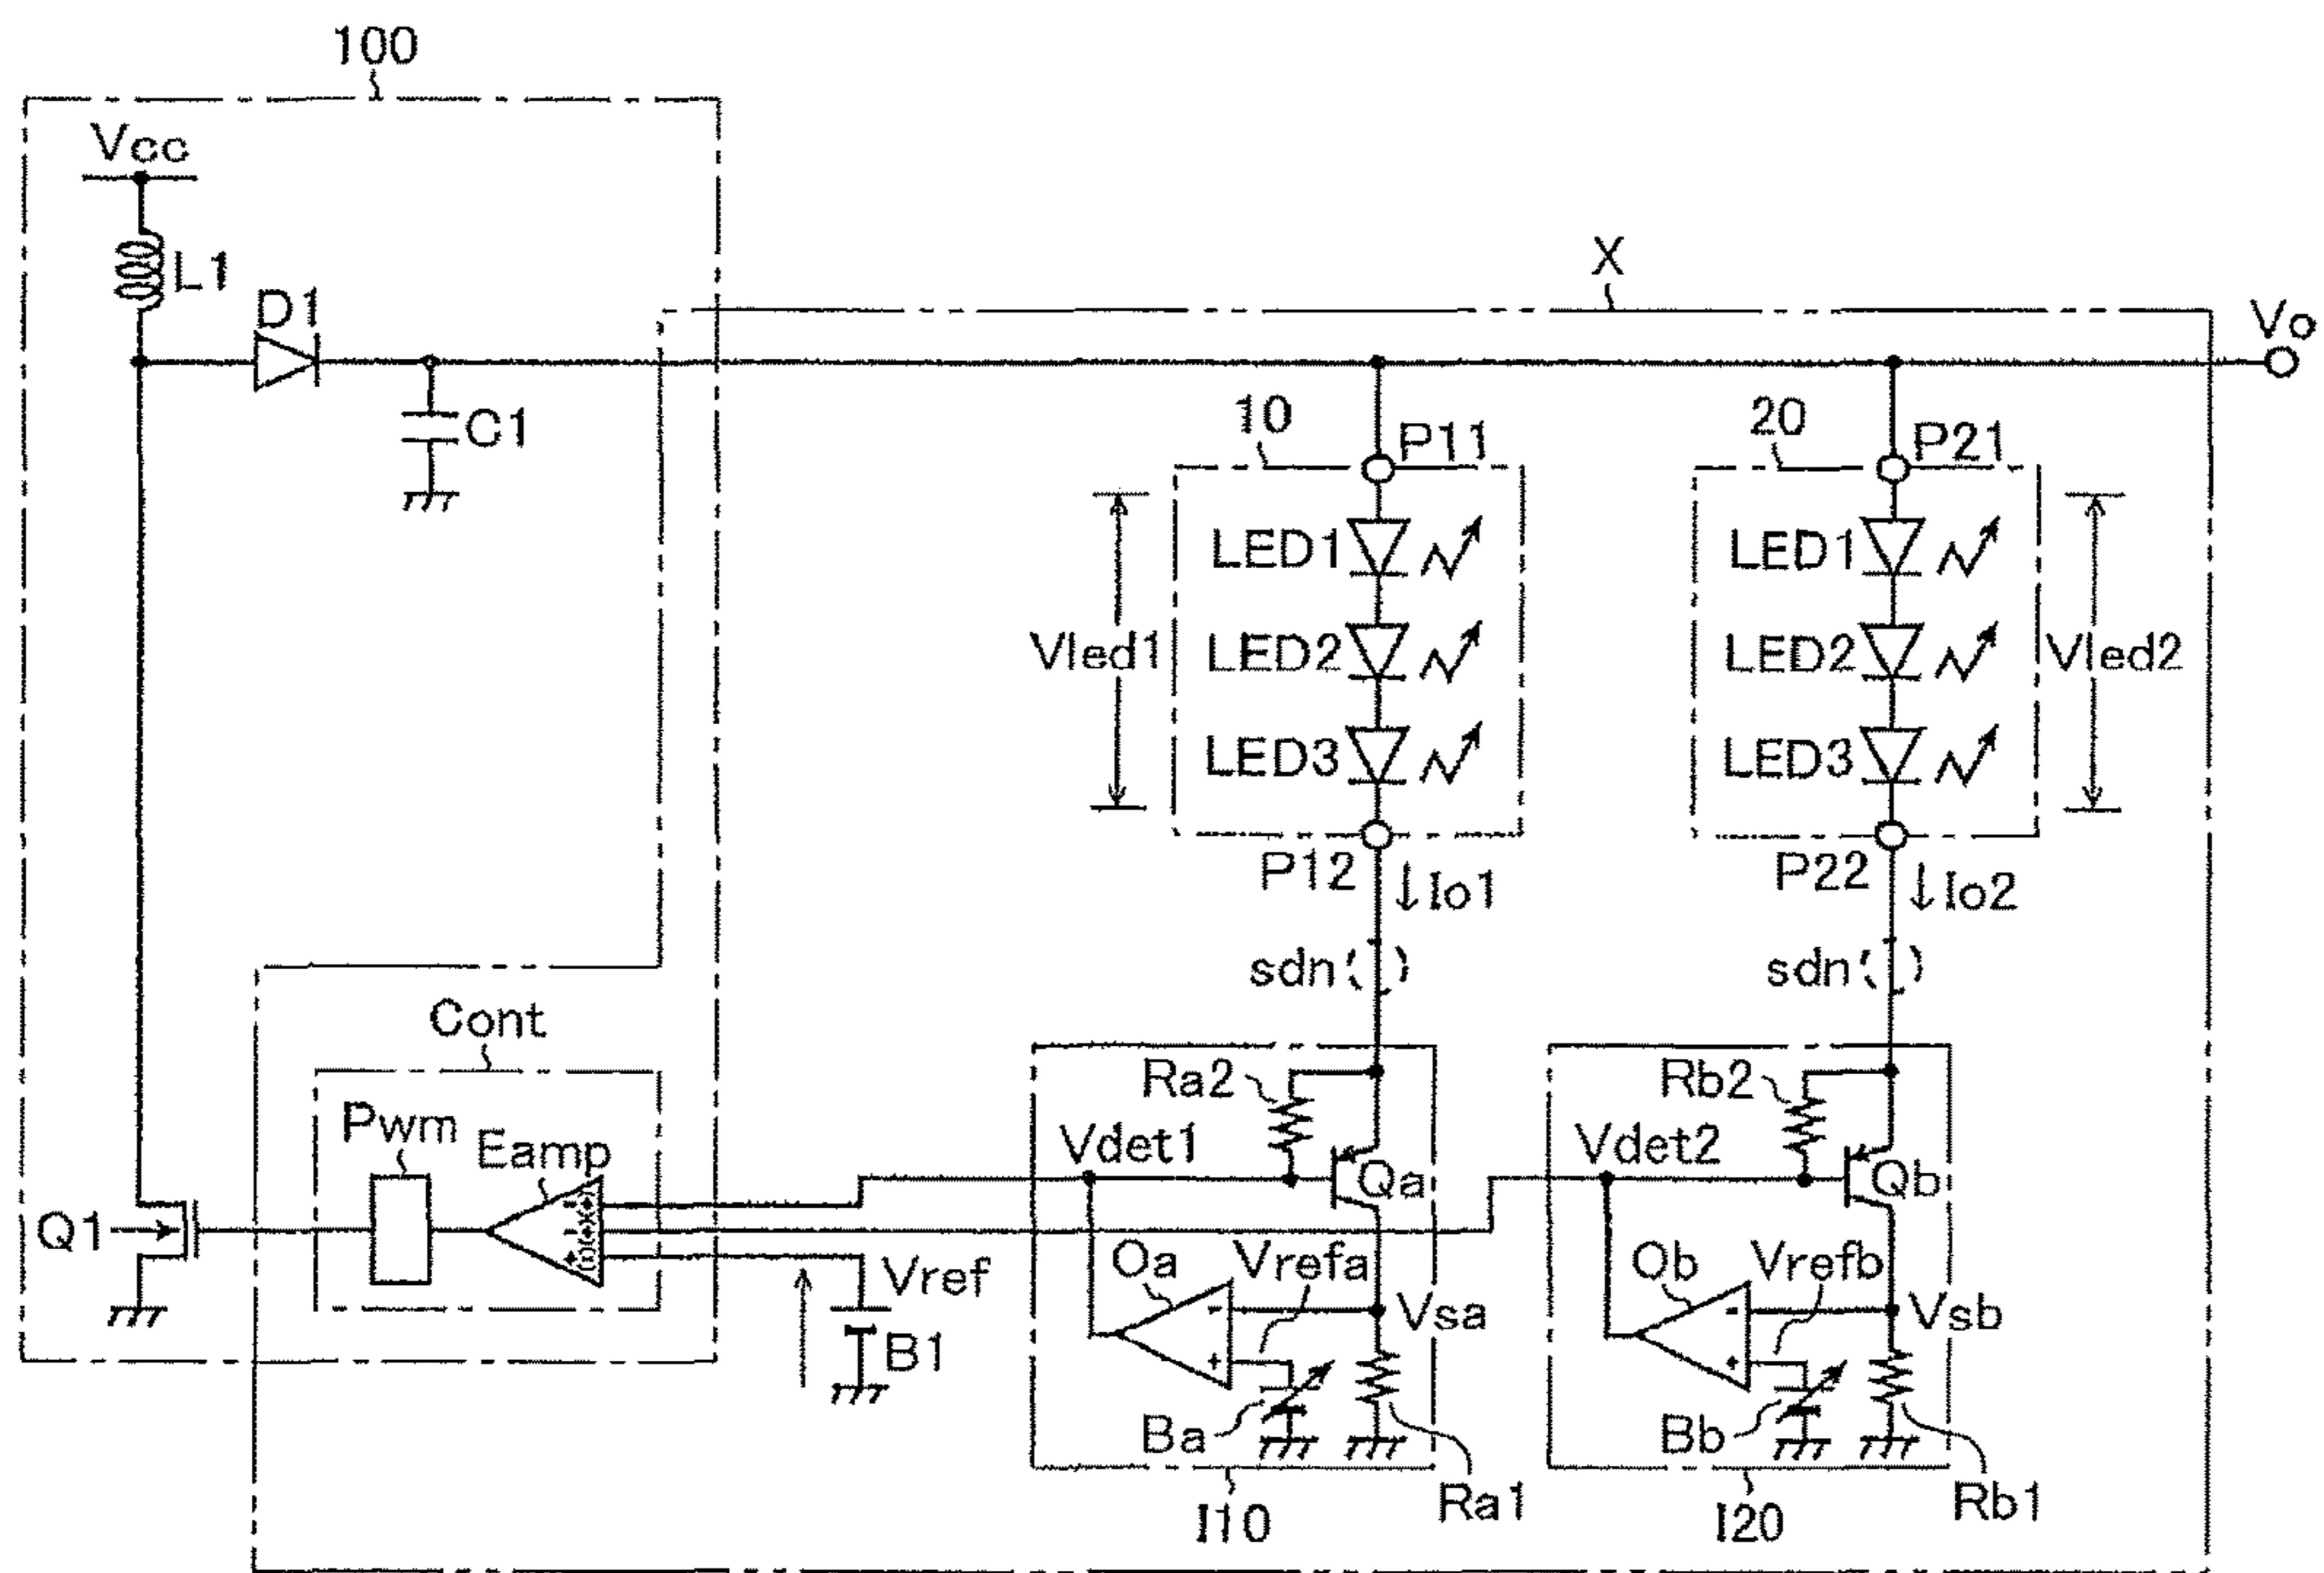 100
Vcc
L1
D1
C1
X
Vo
10
P11
20
P21
LED1
LED2
LED3
Vled1
LED1
LED2
LED3
Vled2
P12
Io1
P22
Io2
sdn
sdn
Cont
Pwm
Eamp
Q1
Vref
B1
Ra2
Vdet1
Qa
Oa
Vrefa
Vsa
-
+
Ba
Ra1
I10
Rb2
Vdet2
Qb
Ob
Vrefb
Vsb
-
+
Bb
Rb1
I20